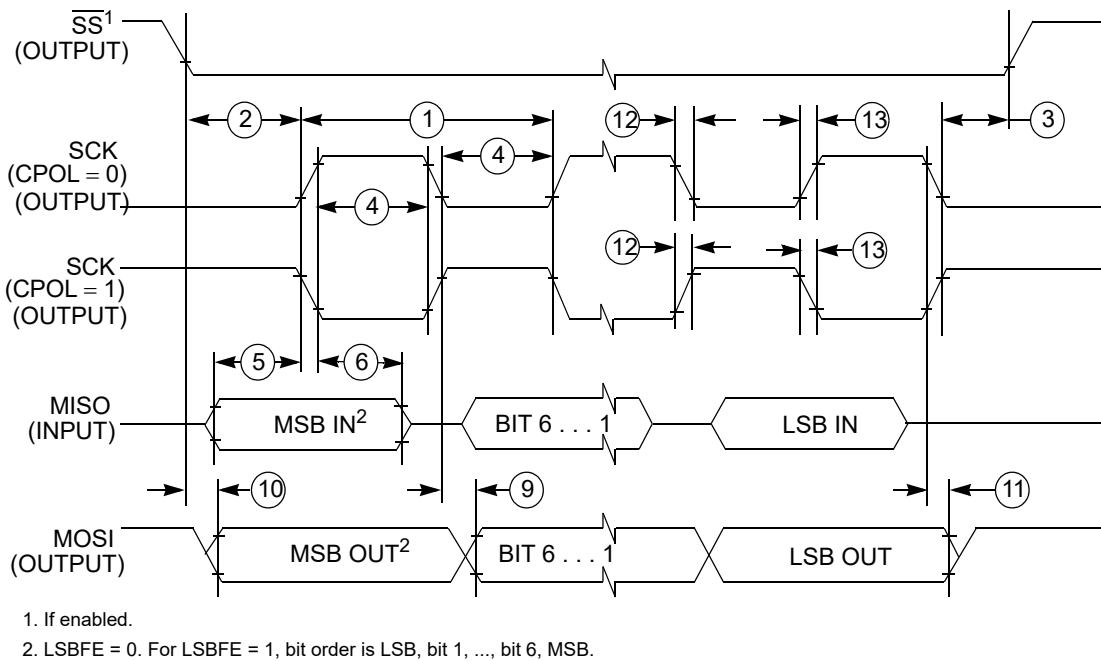 SS1
(OUTPUT)
2
1
12
13
3
SCK
(CPOL = 0)
(OUTPUT)
4
4
SCK
(CPOL = 1)
(OUTPUT)
12
13
5
6
MISO
(INPUT)
MSB IN2
BIT 6 . . . 1
LSB IN
10
9
11
MOSI
(OUTPUT)
MSB OUT2
BIT 6 . . . 1
LSB OUT
1. If enabled.
2. LSBFE = 0. For LSBFE = 1, bit order is LSB, bit 1, ..., bit 6, MSB.